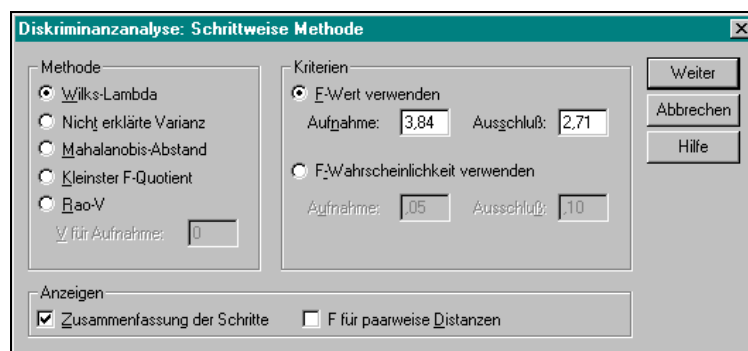 Diskriminanzanalyse: Schrittweise Methode
Methode
Wilks-Lambda
Nicht erklärte Varianz
Mahalanobis-Abstand
Kleinster F-Quotient
Rao-V
V für Aufnahme: 0
Kriterien
F-Wert verwenden
Aufnahme: 3,84 Ausschluß: 2,71
F-Wahrscheinlichkeit verwenden
Aufnahme: ,05 Ausschluß: ,10
Weiter
Abbrechen
Hilfe
Anzeigen
Zusammenfassung der Schritte F für paarweise Distanzen